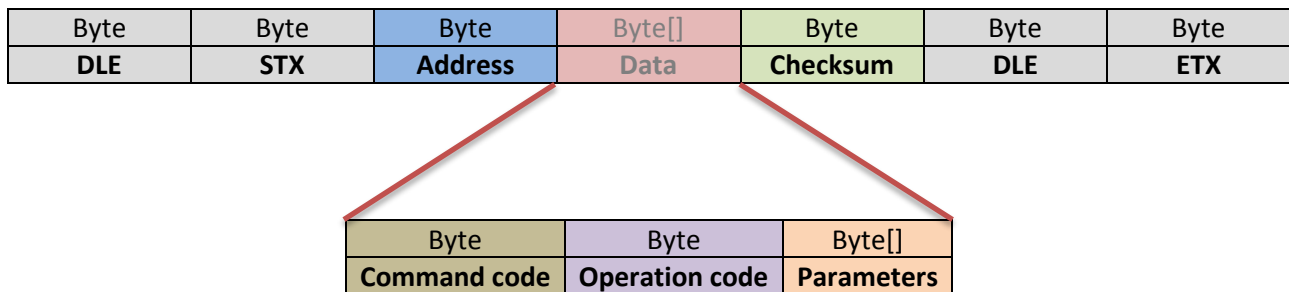 Byte Byte Byte Byte[] Byte Byte Byte
DLE STX Address Data Checksum DLE ETX
Byte Byte Byte[]
Command code Operation code Parameters